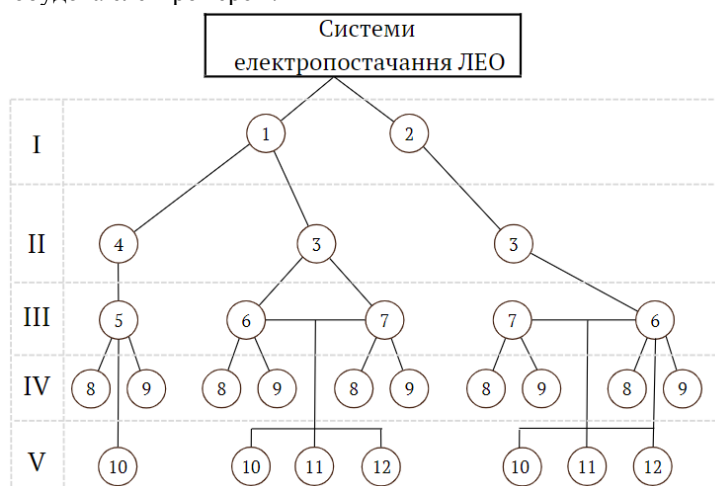 Системи
електропостачання ЛЕО
I
1 2
II
4 3 3
III
5 6 7 7 6
IV
8 9 8 9 8 9 8 9 8 9
V
10 10 11 12 10 11 12